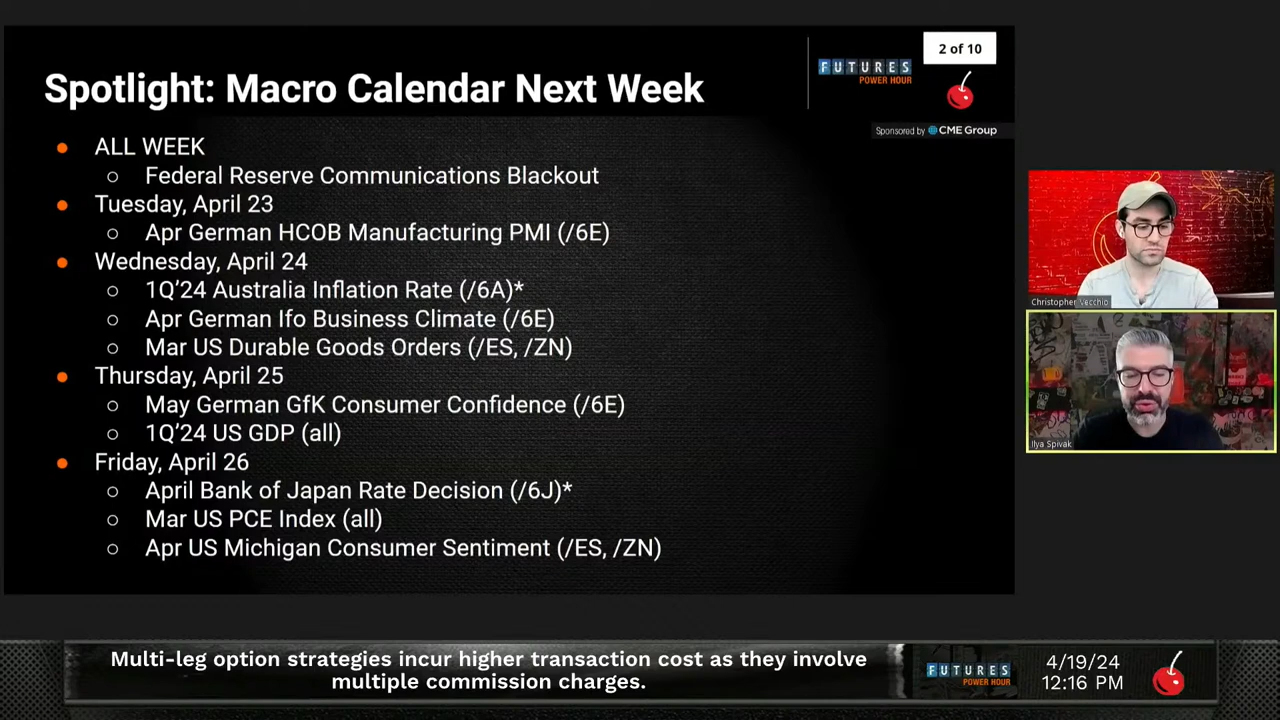 Spotlight: Macro Calendar Next Week
FUTURES
POWER HOUR
2 of 10
Sponsored by CME Group
ALL WEEK
Federal Reserve Communications Blackout
Tuesday, April 23
Apr German HCOB Manufacturing PMI (/6E)
Wednesday, April 24
1Q’24 Australia Inflation Rate (/6A)*
Apr German Ifo Business Climate (/6E)
Mar US Durable Goods Orders (/ES, /ZN)
Thursday, April 25
May German GfK Consumer Confidence (/6E)
1Q’24 US GDP (all)
Friday, April 26
April Bank of Japan Rate Decision (/6J)*
Mar US PCE Index (all)
Apr US Michigan Consumer Sentiment (/ES, /ZN)
Christopher Vecchio
Ilya Spivak
Multi-leg option strategies incur higher transaction cost as they involve
multiple commission charges.
FUTURES
POWER HOUR
4/19/24
12:16 PM